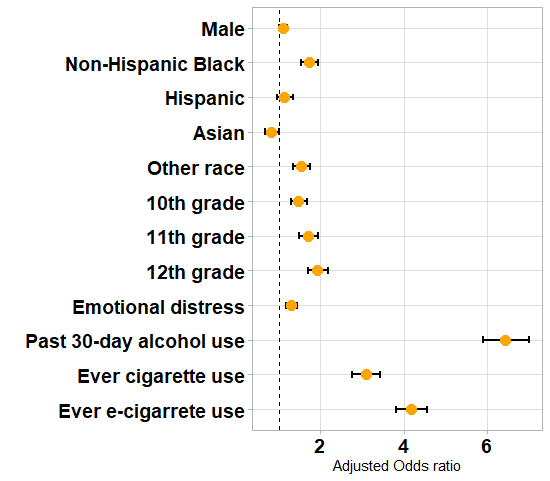 Male
Non-Hispanic Black
Hispanic
Asian
Other race
10th grade
11th grade
12th grade
Emotional distress
Past 30-day alcohol use
Ever cigarette use
Ever e-cigarrete use
2 4 6
Adjusted Odds ratio